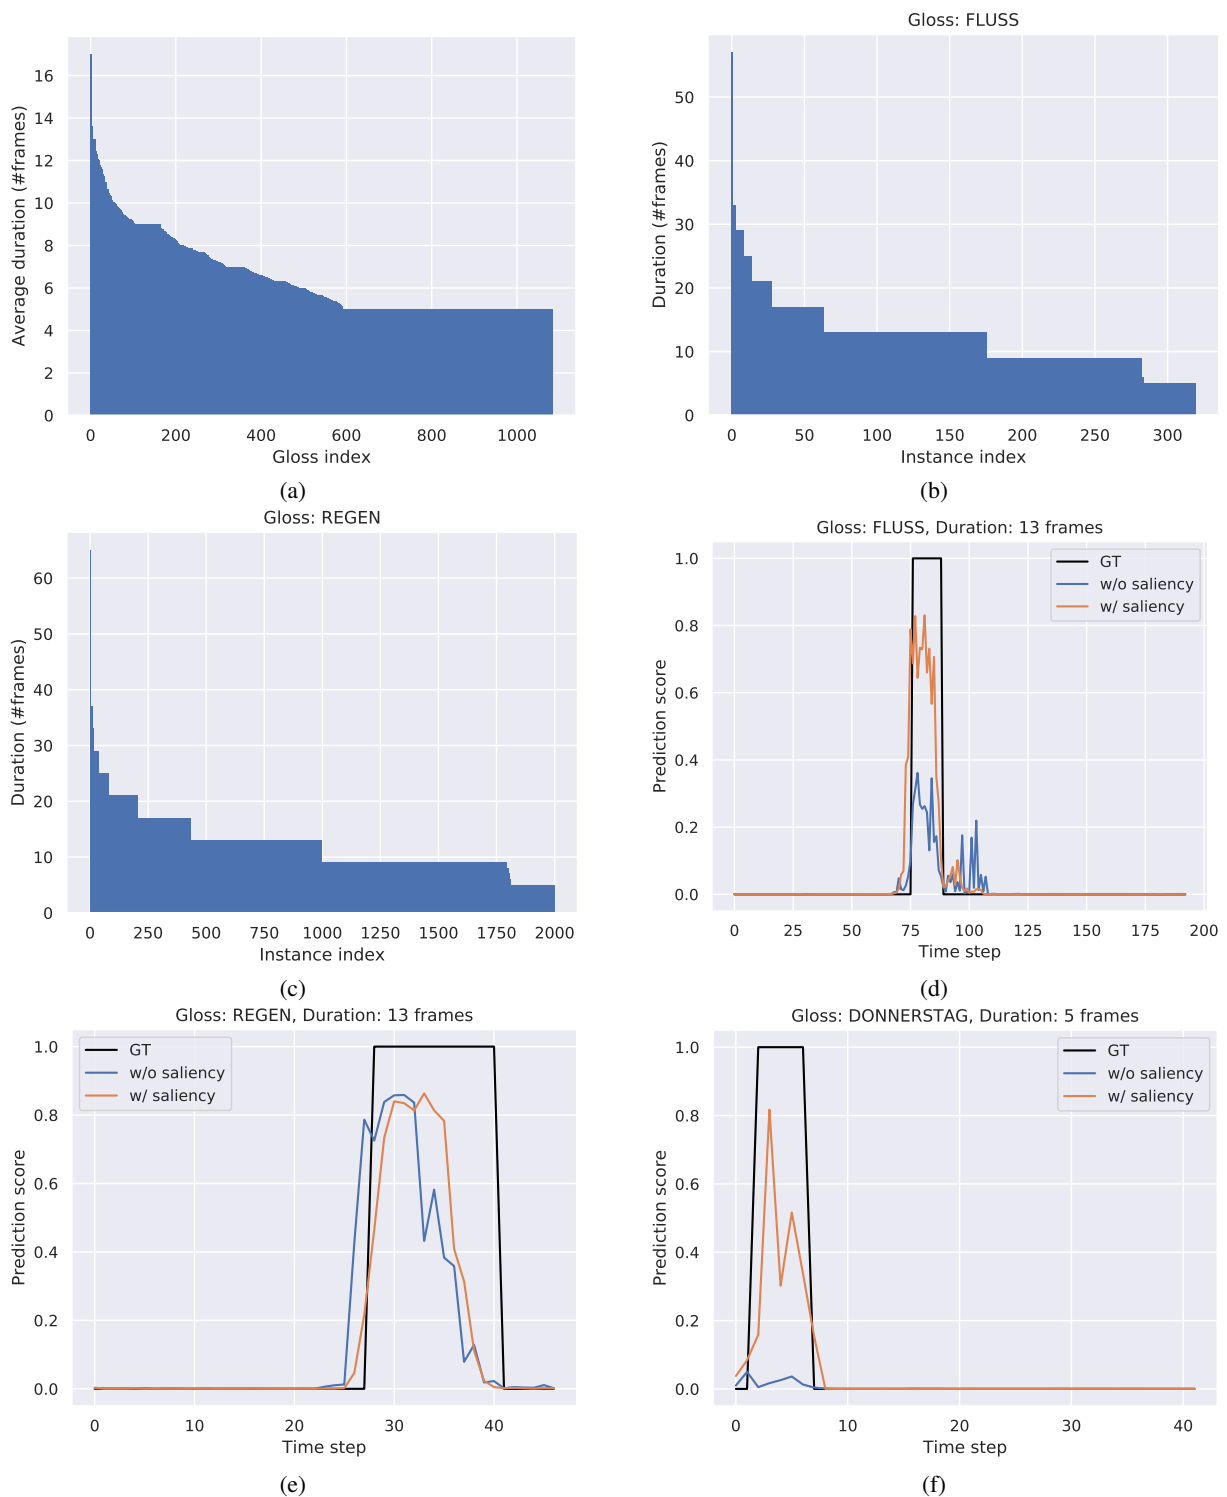 Average duration (#frames)
16
14
12
10
8
6
4
2
0
0 200 400 600 800 1000
Gloss index
(a)
Gloss: FLUSS
Duration (#frames)
50
40
30
20
10
0
0 50 100 150 200 250 300
Instance index
(b)
Gloss: REGEN
Duration (#frames)
60
50
40
30
20
10
0
0 250 500 750 1000 1250 1500 1750 2000
Instance index
(c)
Gloss: FLUSS, Duration: 13 frames
GT
w/o saliency
w/ saliency
Prediction score
1.0
0.8
0.6
0.4
0.2
0.0
0 25 50 75 100 125 150 175 200
Time step
(d)
Gloss: REGEN, Duration: 13 frames
GT
w/o saliency
w/ saliency
Prediction score
1.0
0.8
0.6
0.4
0.2
0.0
0 10 20 30 40
Time step
(e)
Gloss: DONNERSTAG, Duration: 5 frames
GT
w/o saliency
w/ saliency
Prediction score
1.0
0.8
0.6
0.4
0.2
0.0
0 10 20 30 40
Time step
(f)